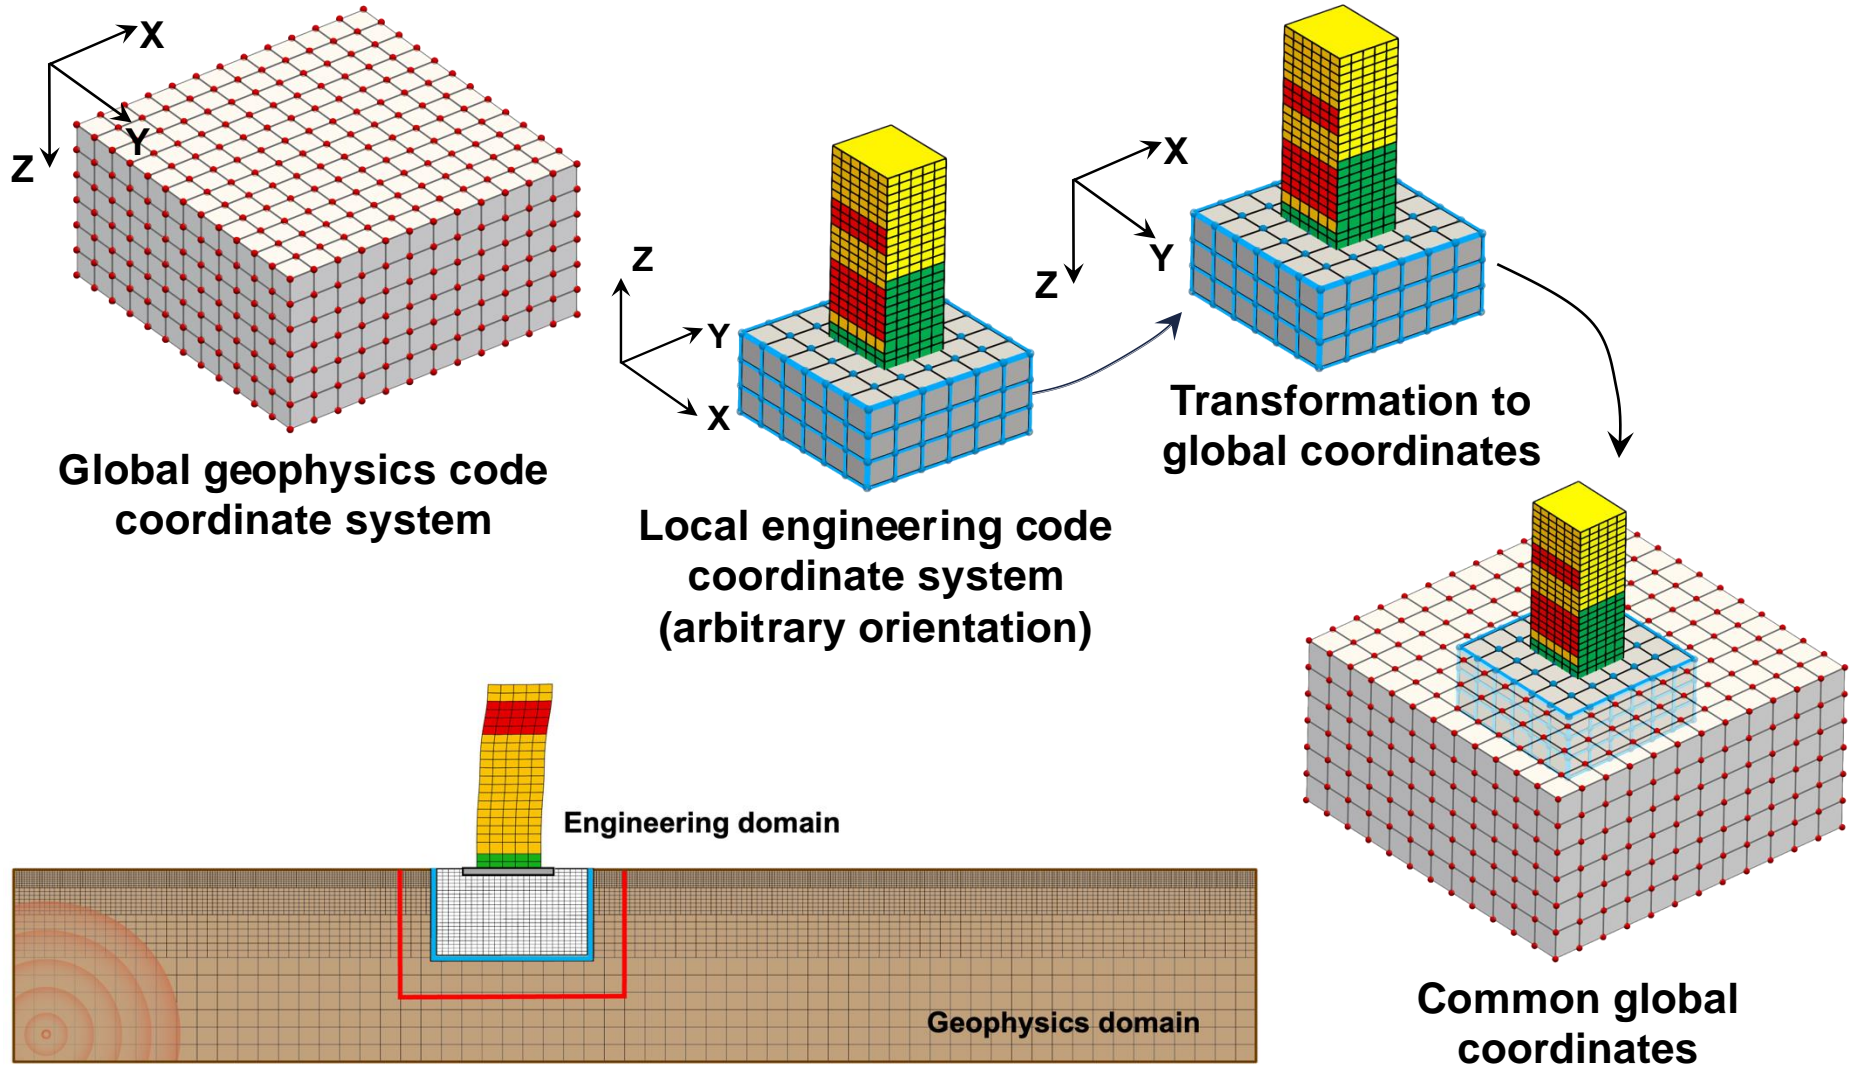 X
Y
Z
Global geophysics code
coordinate system
Z
Y
X
Local engineering code
coordinate system
(arbitrary orientation)
X
Y
Z
Transformation to
global coordinates
Common global
coordinates
Engineering domain
Geophysics domain